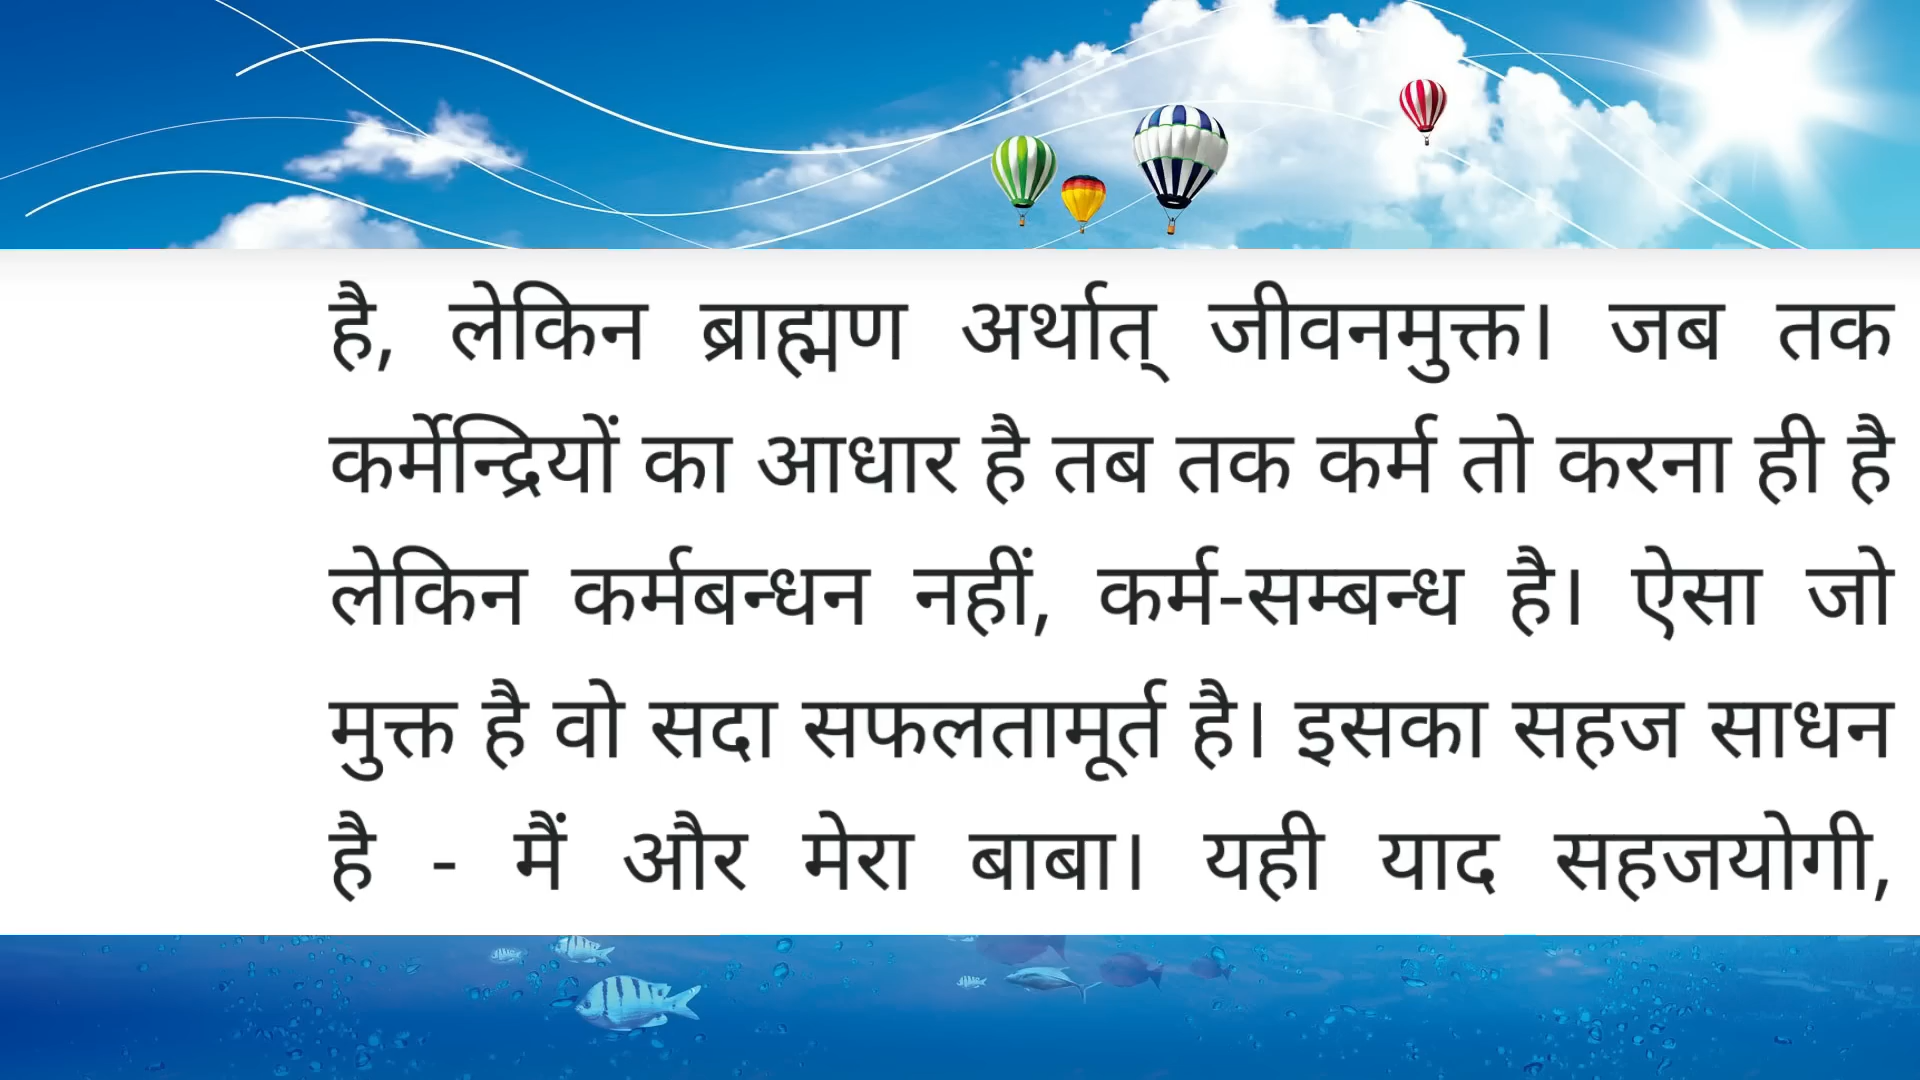 है, लेकिन ब्राह्मण अर्थात् जीवनमुक्त। जब तक
कर्मेन्द्रियों का आधार है तब तक कर्म तो करना ही है
लेकिन कर्मबन्धन नहीं, कर्म-सम्बन्ध है। ऐसा जो
मुक्त है वो सदा सफलतामूर्त है। इसका सहज साधन
है - मैं और मेरा बाबा। यही याद सहजयोगी,